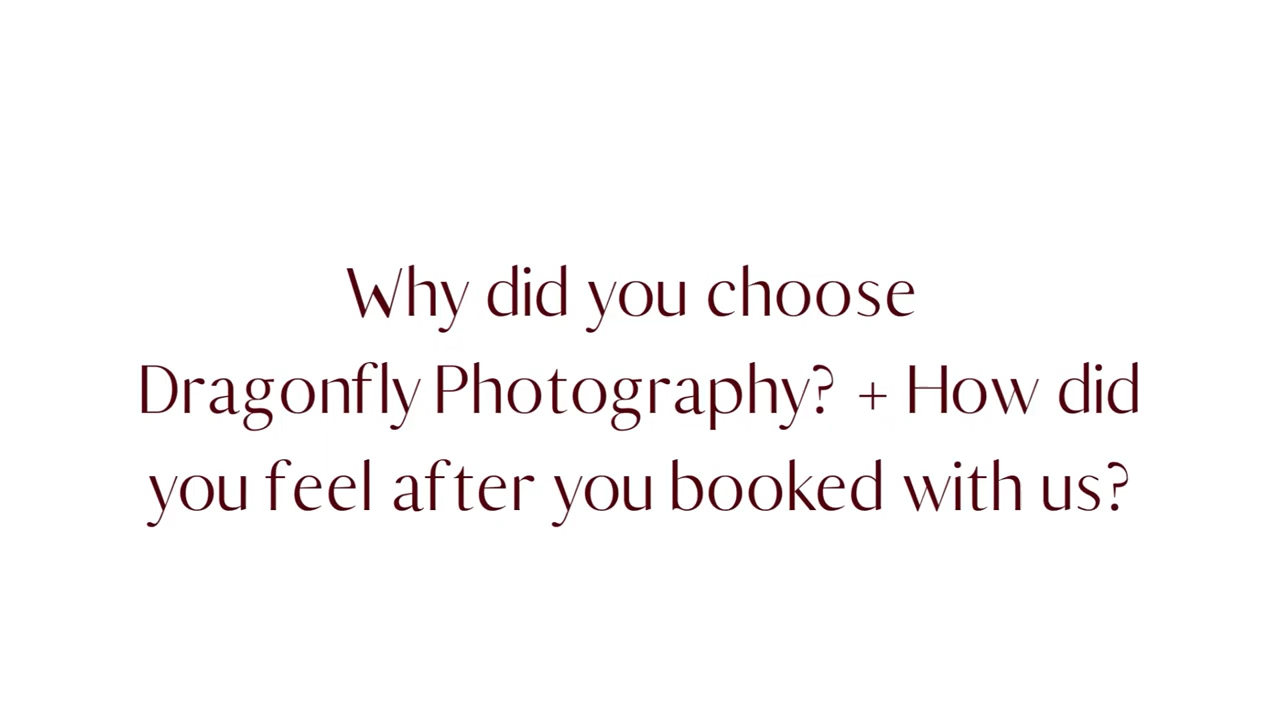 Why did you choose
Dragonfly Photography? + How did
you feel after you booked with us?